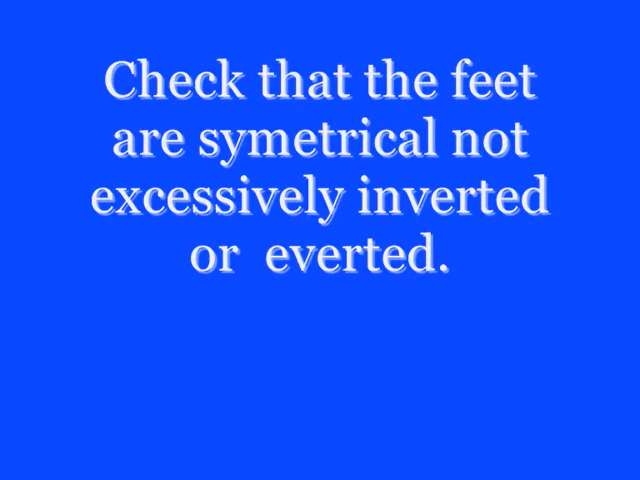 Check that the feet
are symetrical not
excessively inverted
or  everted.